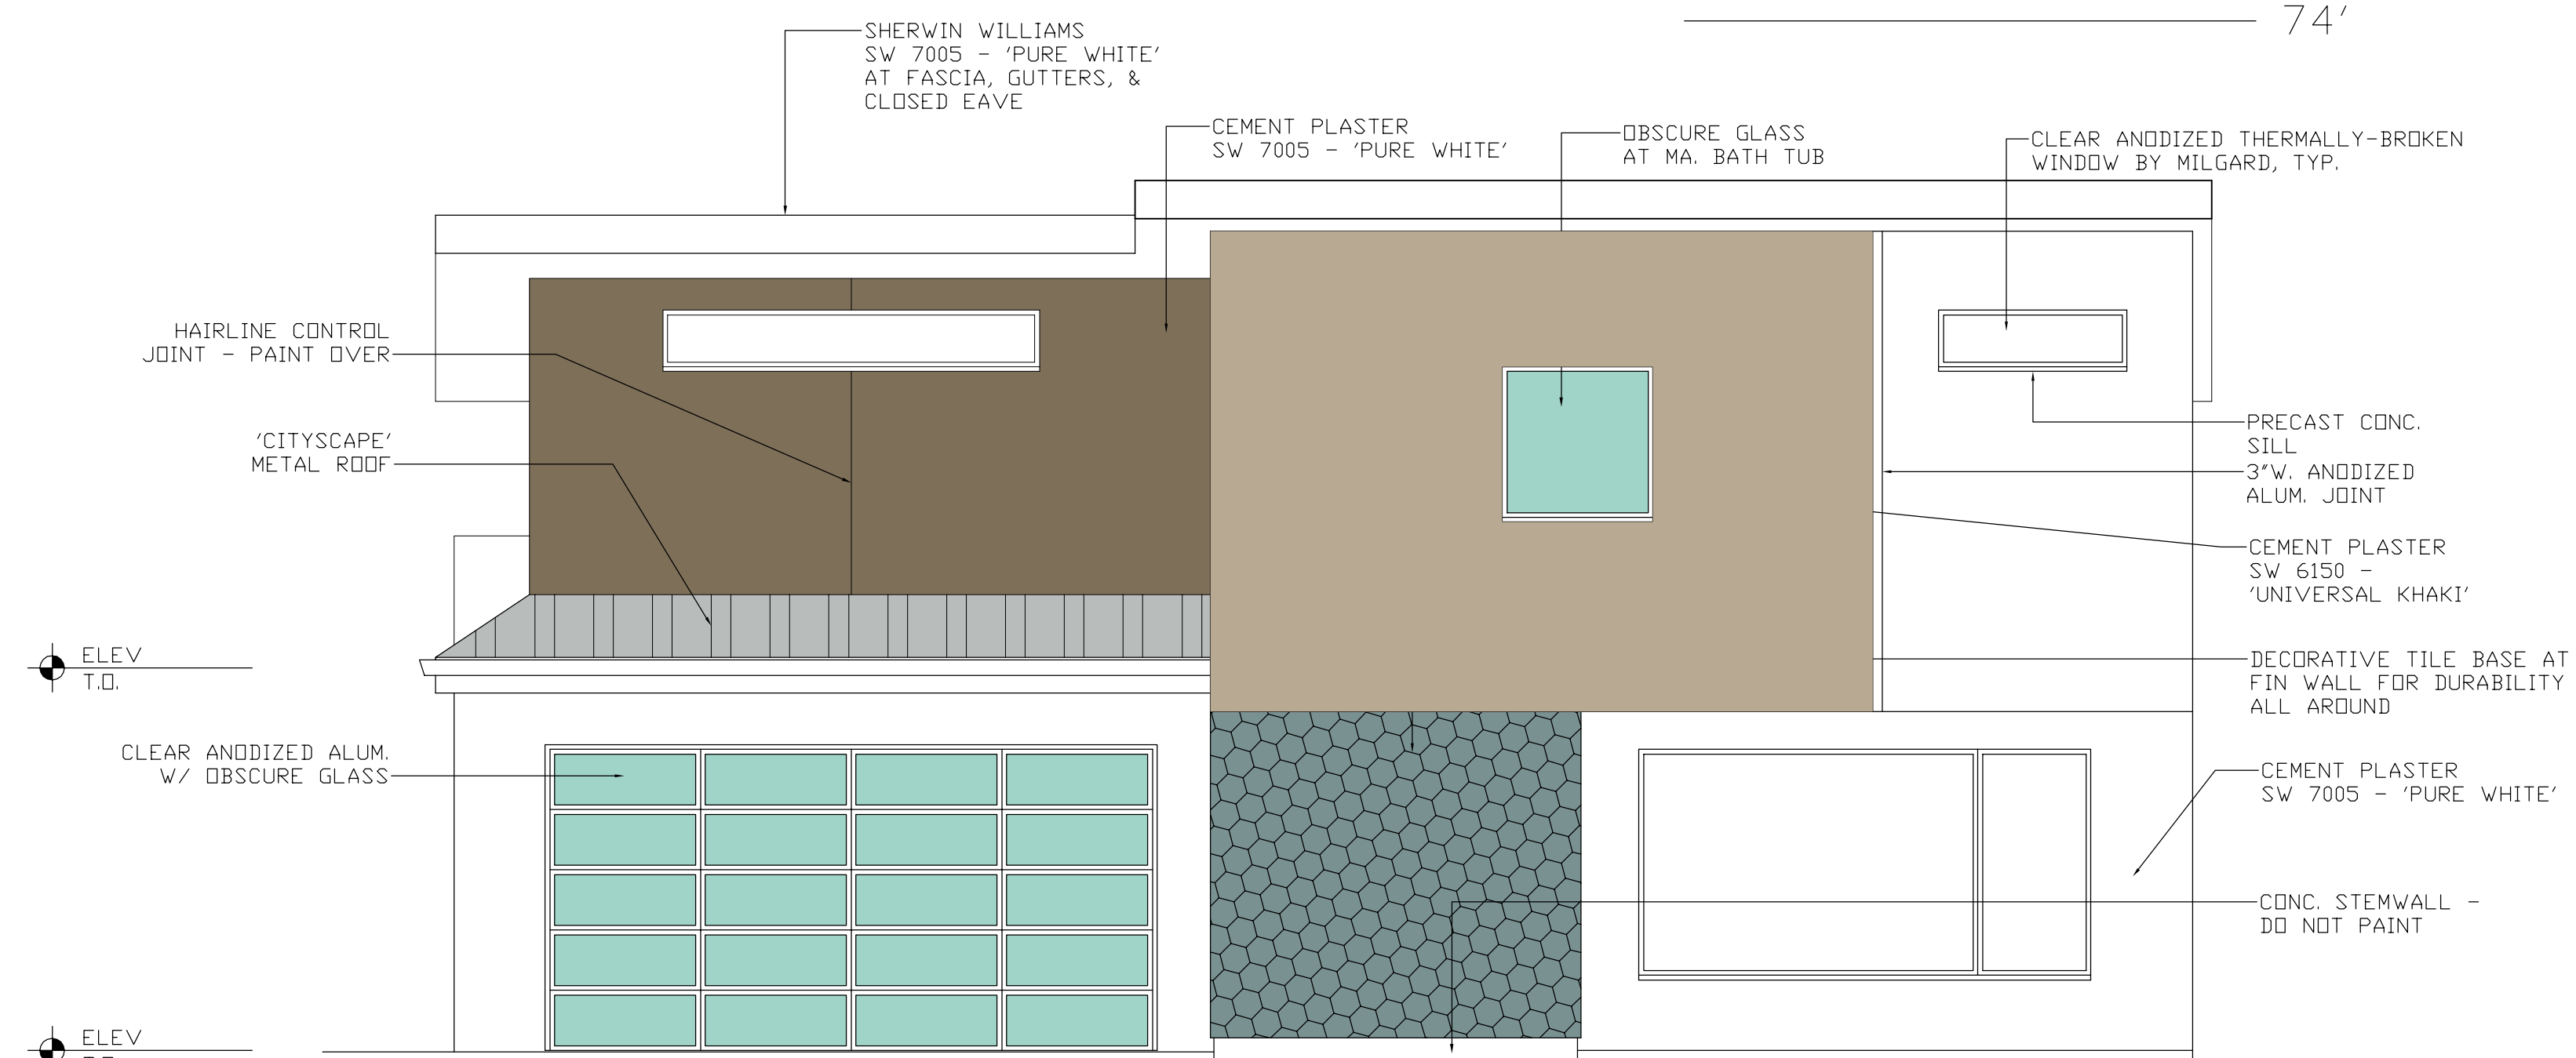 74'
SHERWIN WILLIAMS
SW 7005 - 'PURE WHITE'
AT FASCIA, GUTTERS, &
CLOSED EAVE
CEMENT PLASTER
SW 7005 - 'PURE WHITE'
OBSCURE GLASS
AT MA. BATH TUB
CLEAR ANODIZED THERMALLY-BROKEN
WINDOW BY MILGARD, TYP.
HAIRLINE CONTROL
JOINT - PAINT OVER
'CITYSCAPE'
METAL ROOF
PRECAST CONC.
SILL
3"W. ANODIZED
ALUM. JOINT
CEMENT PLASTER
SW 6150 -
'UNIVERSAL KHAKI'
ELEV
T.O.
DECORATIVE TILE BASE AT
FIN WALL FOR DURABILITY
ALL AROUND
CLEAR ANODIZED ALUM.
W/ OBSCURE GLASS
CEMENT PLASTER
SW 7005 - 'PURE WHITE'
CONC. STEMWALL -
DO NOT PAINT
ELEV